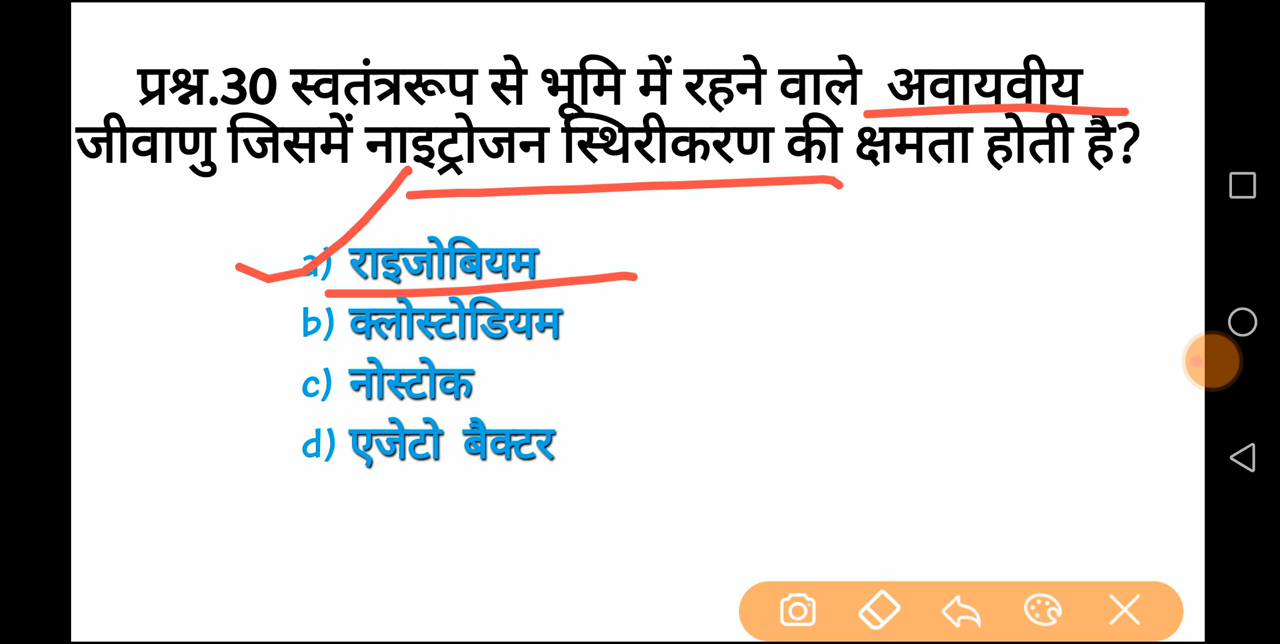 प्रश्न.30 स्वतंत्ररूप से भूमि में रहने वाले अवायवीय
जीवाणु जिसमें नाइट्रोजन स्थिरीकरण की क्षमता होती है?
a) राइजोबियम
b) क्लोस्टोडियम
c) नोस्टोक
d) एजेटो बैक्टर